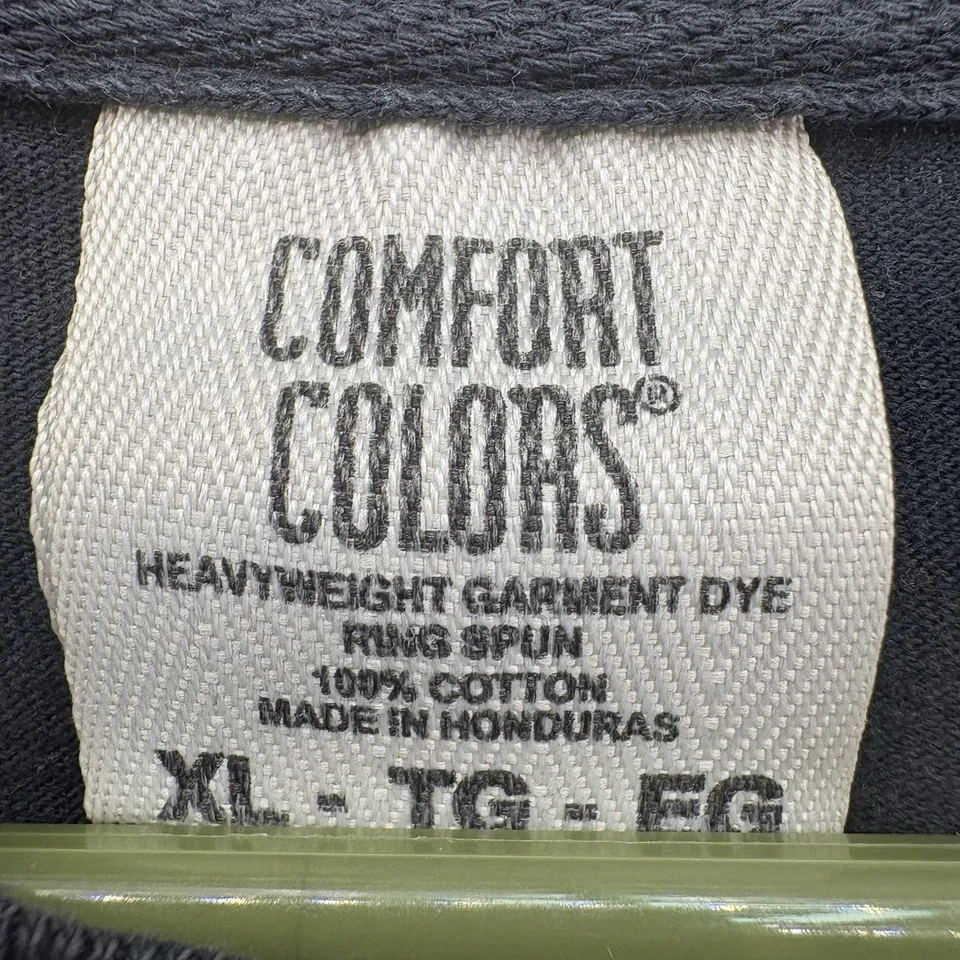 COMFORT
COLORS®
HEAVYWEIGHT GARMENT DYE
RING SPUN
100% COTTON
MADE IN HONDURAS
XL - TG - EG